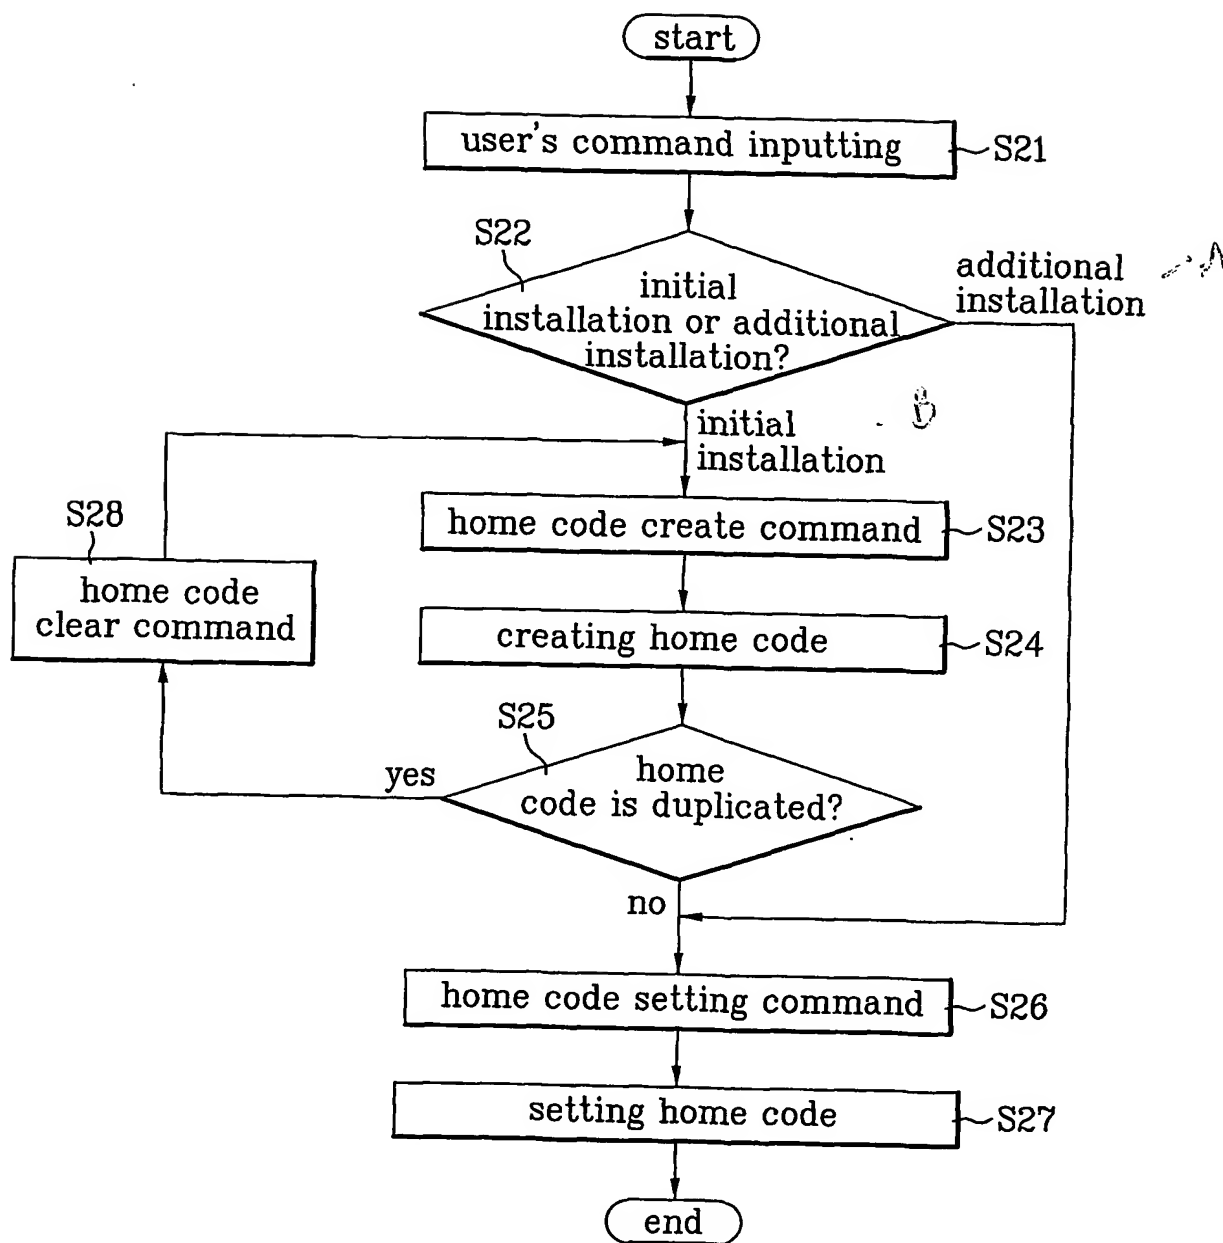 start
user's command inputting
S21
S22
initial
installation or additional
installation?
additional
installation
initial
installation
home code create command
S23
S28
home code
clear command
creating home code
S24
S25
home
code is duplicated?
yes
no
home code setting command
S26
setting home code
S27
end